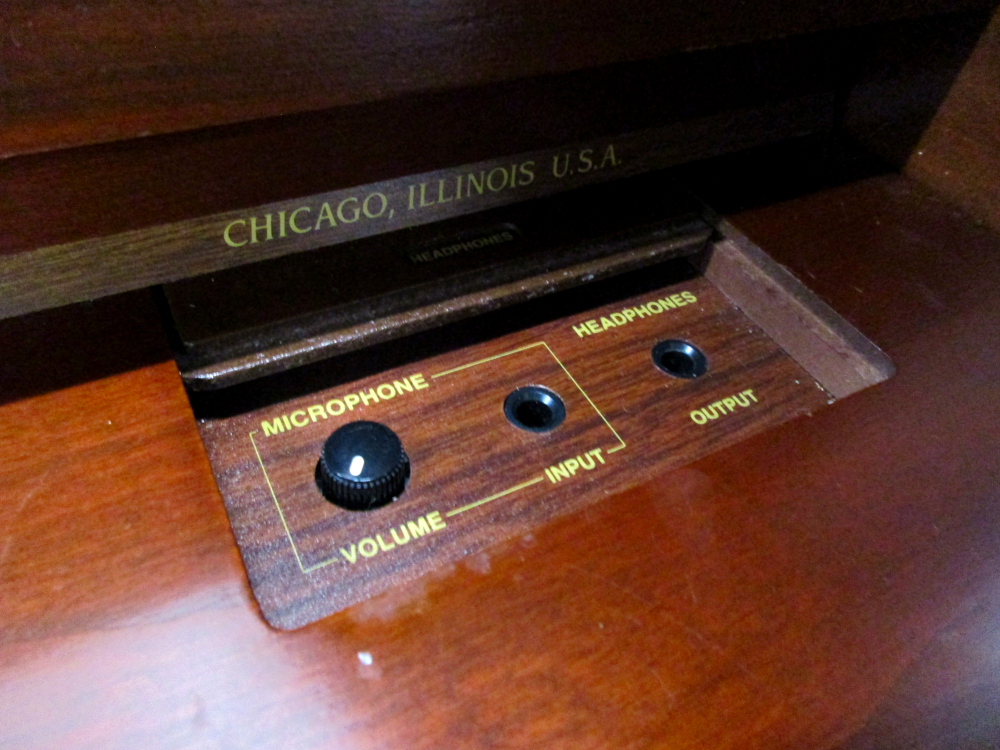 CHICAGO, ILLINOIS U.S.A.
HEADPHONES
HEADPHONES
MICROPHONE
OUTPUT
INPUT
VOLUME